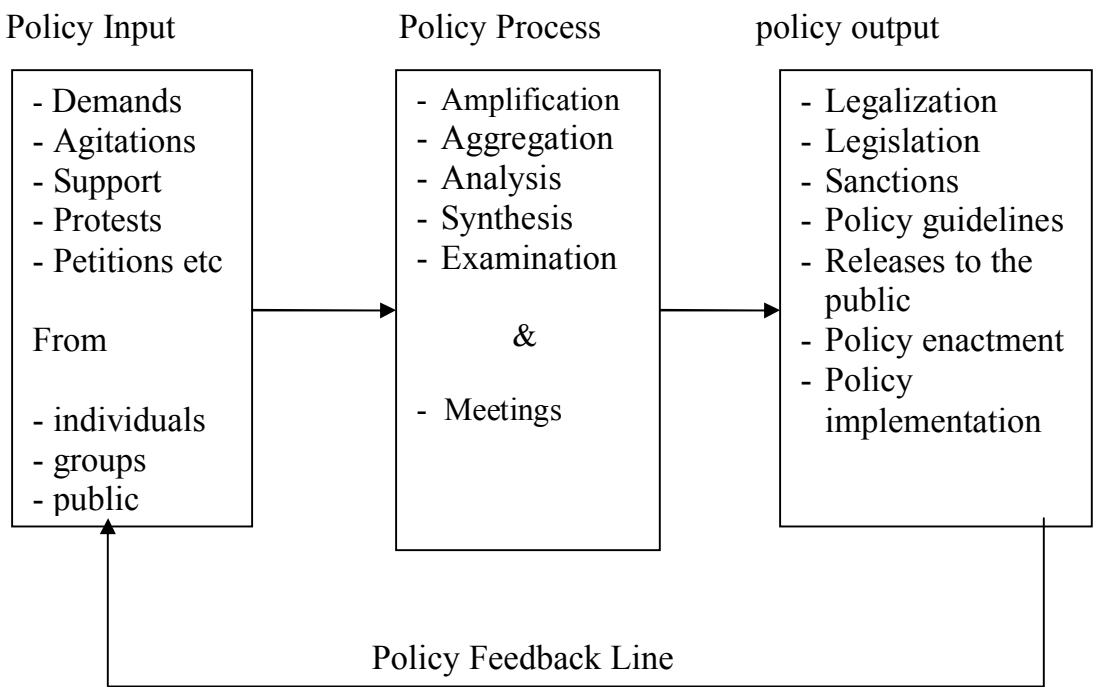 Policy Input
- Demands
- Agitations
- Support
- Protests
- Petitions etc
From
- individuals
- groups
- public
Policy Process
- Amplification
- Aggregation
- Analysis
- Synthesis
- Examination
&
- Meetings
policy output
- Legalization
- Legislation
- Sanctions
- Policy guidelines
- Releases to the
public
- Policy enactment
- Policy
implementation
Policy Feedback Line